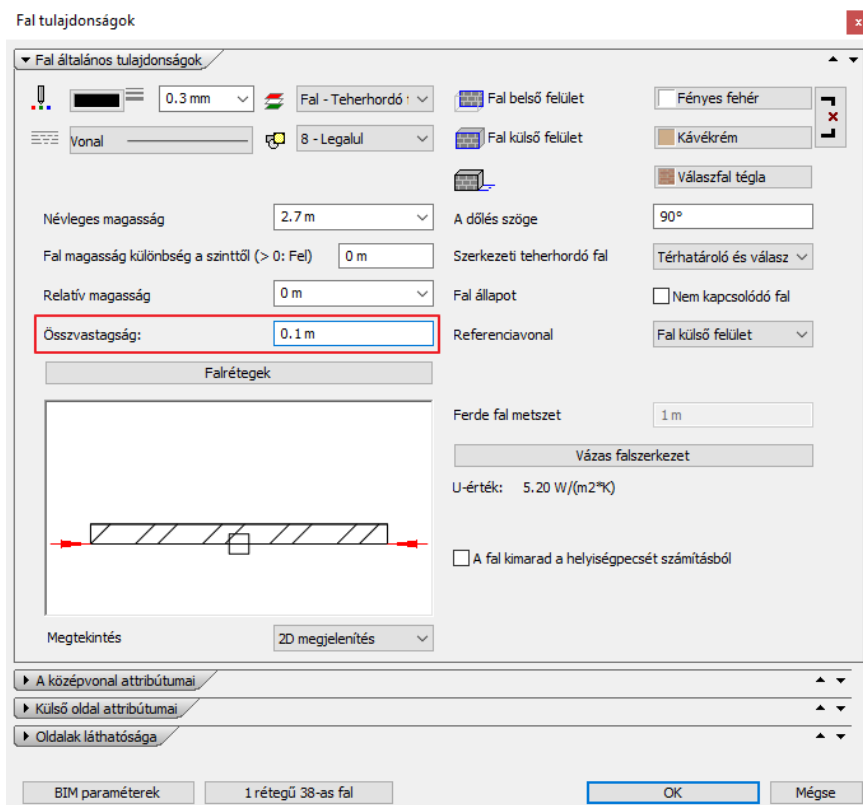 Fal tulajdonságok
x
Fal általános tulajdonságok
0.3 mm
Fal - Teherhordó
Fal belső felület
Fényes fehér
Vonal
8 - Legalul
Fal külső felület
Kávékrém
Válaszfal tégla
Névleges magasság
2.7 m
A dőlés szöge
90°
Fal magasság különbség a szinttől (> 0: Fel)
0 m
Szerkezeti teherhordó fal
Térhatároló és válasz
Relatív magasság
0 m
Fal állapot
Nem kapcsolódó fal
Összvastagság:
0.1 m
Referenciavonal
Fal külső felület
Falrétegek
Ferde fal metszet
1 m
Vázas falszerkezet
U-érték: 5.20 W/(m2*K)
A fal kimarad a helyiségpecsét számításból
Megtekintés
2D megjelenítés
A középvonal attribútumai
Külső oldal attribútumai
Oldalak láthatósága
BIM paraméterek
1 rétegű 38-as fal
OK
Mégse